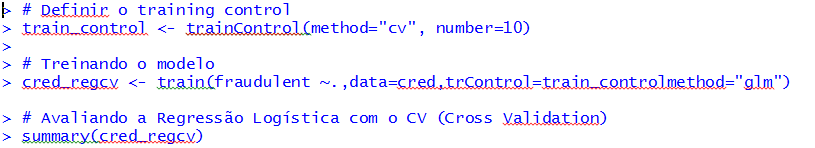 > # Definir o training control
> train_control <- trainControl(method="cv", number=10)
>
> # Treinando o modelo
> cred_regcv <- train(fraudulent ~.,data=cred,trControl=train_controlmethod="glm")
> # Avaliando a Regressão Logística com o CV (Cross Validation)
> summary(cred_regcv)